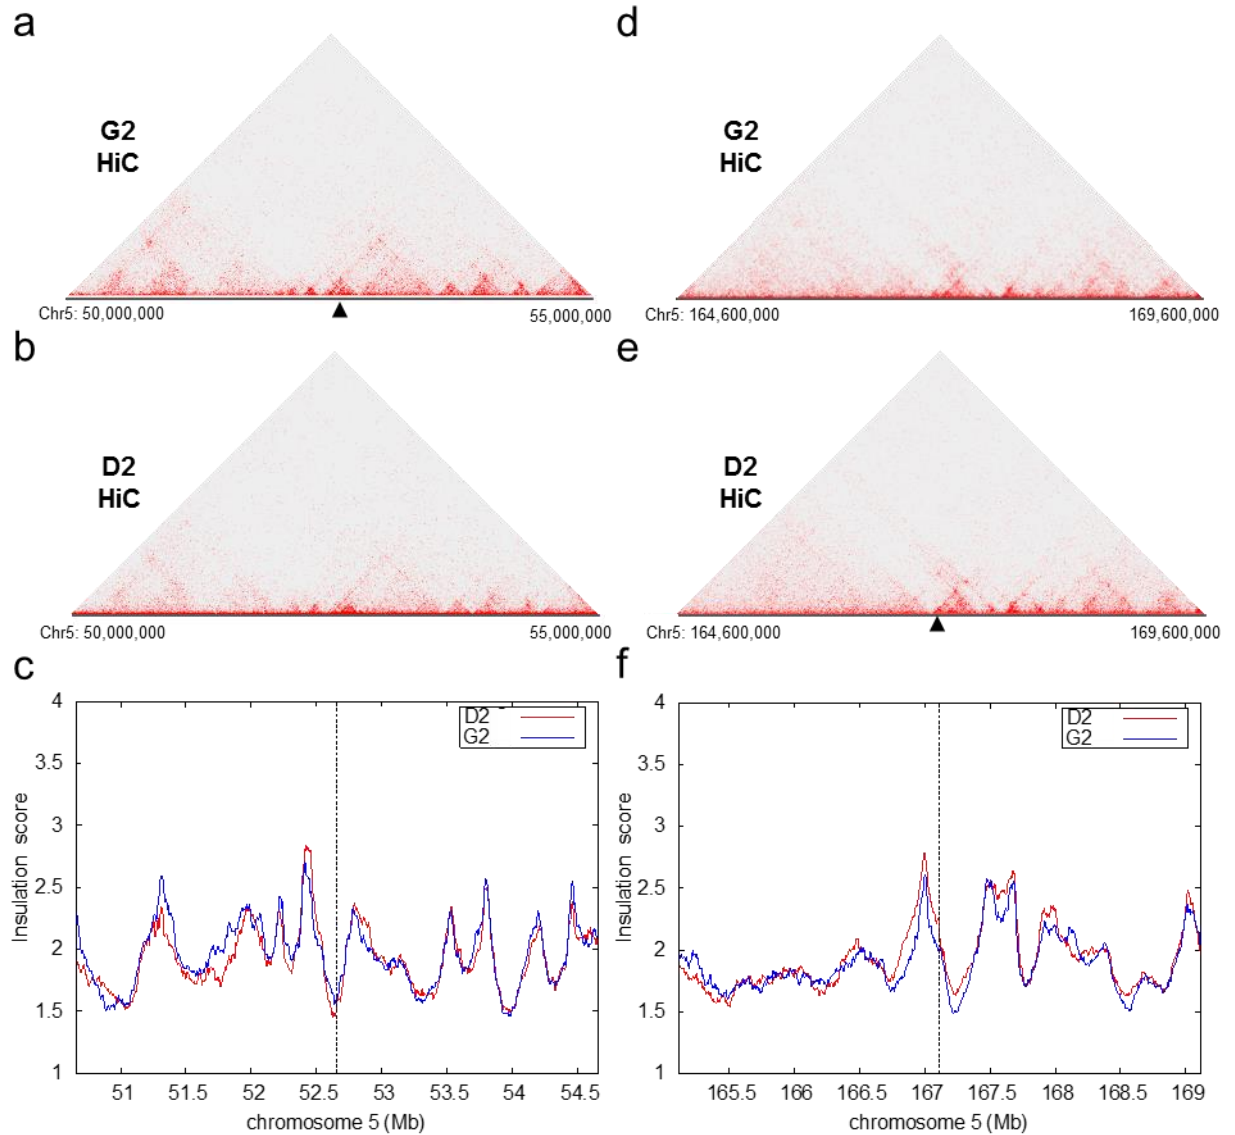 a
G2
HiC
Chr5: 50,000,000
55,000,000
d
G2
HiC
Chr5: 164,600,000
169,600,000
b
D2
HiC
Chr5: 50,000,000
55,000,000
e
D2
HiC
Chr5: 164,600,000
169,600,000
c
4
3.5
3
2.5
2
1.5
1
Insulation score
D2
G2
51
51.5
52
52.5
53
53.5
54
54.5
chromosome 5 (Mb)
f
4
3.5
3
2.5
2
1.5
1
Insulation score
D2
G2
165.5
166
166.5
167
167.5
168
168.5
169
chromosome 5 (Mb)